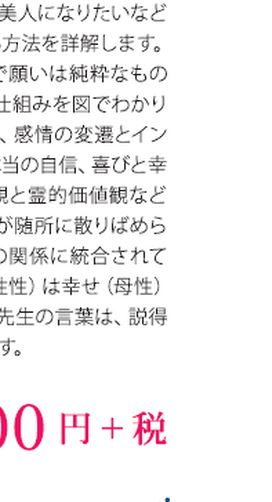 美人になりたいなど
方法を詳解します。
で願いは純粋なもの
仕組みを図でわかり
、感情の変遷とイン
当の自信、喜びと幸
観と霊的価値観など
が随所に散りばめら
の関係に統合されて
性）は幸せ（母性）
先生の言葉は、説得
す。
00円＋税